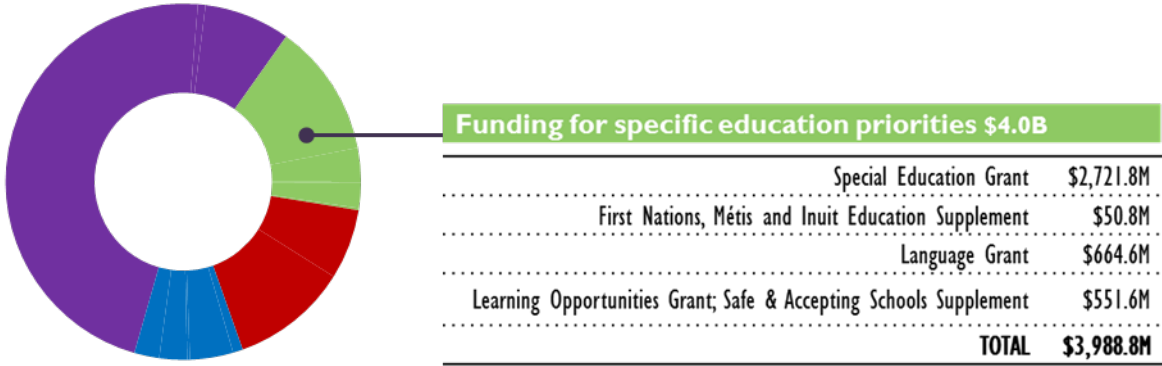 Funding for specific education priorities $4.0B
Special Education Grant $2,721.8M
First Nations, Métis and Inuit Education Supplement $50.8M
Language Grant $664.6M
Learning Opportunities Grant; Safe & Accepting Schools Supplement $551.6M
TOTAL $3,988.8M